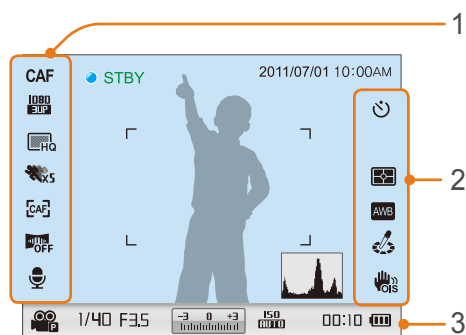 1
CAF
STBY
2011/07/01 10:00AM
1080
30P
HQ
x5
CAF
OFF
2
AWB
OIS
P
1/40 F3.5
-3 0 +3
ISO
AUTO
00:10
3